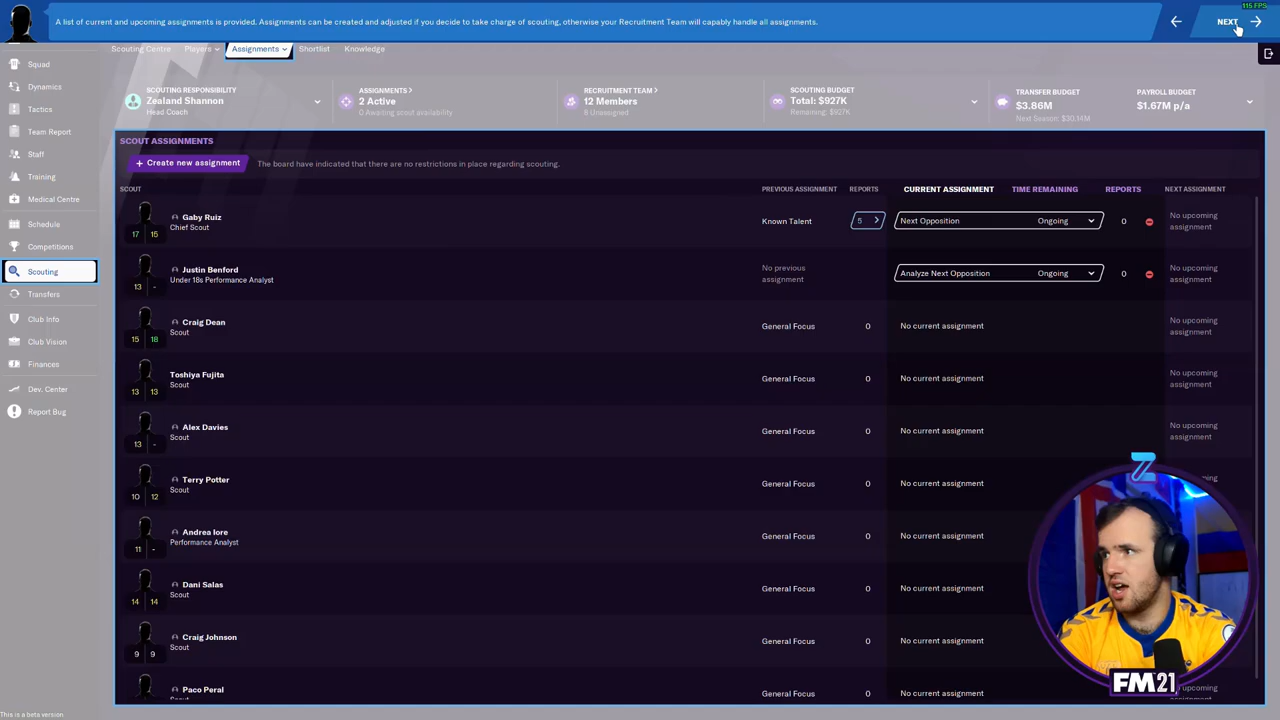 115 FPS
A list of current and upcoming assignments is provided. Assignments can be created and adjusted if you decide to take charge of scouting, otherwise your Recruitment Team will capably handle all assignments.
NEXT
Scouting Centre Players Assignments Shortlist Knowledge
SCOUTING RESPONSIBILITY
Zealand Shannon
Head Coach
ASSIGNMENTS >
2 Active
0 Awaiting scout availability
RECRUITMENT TEAM >
12 Members
8 Unassigned
SCOUTING BUDGET
Total: $927K
Remaining: $927K
TRANSFER BUDGET
$3.86M
Next Season: $30.14M
PAYROLL BUDGET
$1.67M p/a
Squad
Dynamics
Tactics
Team Report
Staff
Training
Medical Centre
Schedule
Competitions
Scouting
Transfers
Club Info
Club Vision
Finances
Dev. Center
Report Bug
SCOUT ASSIGNMENTS
+ Create new assignment The board have indicated that there are no restrictions in place regarding scouting.
SCOUT PREVIOUS ASSIGNMENT REPORTS CURRENT ASSIGNMENT TIME REMAINING REPORTS NEXT ASSIGNMENT
Gaby Ruiz
Chief Scout
17 15
Known Talent 5 > Next Opposition Ongoing 0
No upcoming
assignment
Justin Benford
Under 18s Performance Analyst
13 -
No previous
assignment
Analyze Next Opposition Ongoing 0
No upcoming
assignment
Craig Dean
Scout
15 18
General Focus 0 No current assignment
No upcoming
assignment
Toshiya Fujita
Scout
13 13
General Focus 0 No current assignment
No upcoming
assignment
Alex Davies
Scout
13 -
General Focus 0 No current assignment
No upcoming
assignment
Terry Potter
Scout
10 12
General Focus 0 No current assignment
Andrea Iore
Performance Analyst
11 -
General Focus 0 No current assignment
Dani Salas
Scout
14 14
General Focus 0 No current assignment
Craig Johnson
Scout
9 9
General Focus 0 No current assignment
Paco Peral
General Focus 0 No current assignment
upcoming
assignment
Z
FM21
This is a beta version